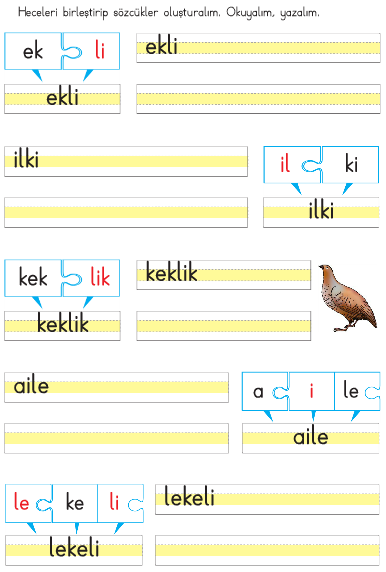 Heceleri birleştirip sözcükler oluşturalım. Okuyalım, yazalım.
ek li ekli
ekli
ilki il ki
ilki
kek lik keklik
keklik
aile a i le
aile
le ke li lekeli
lekeli